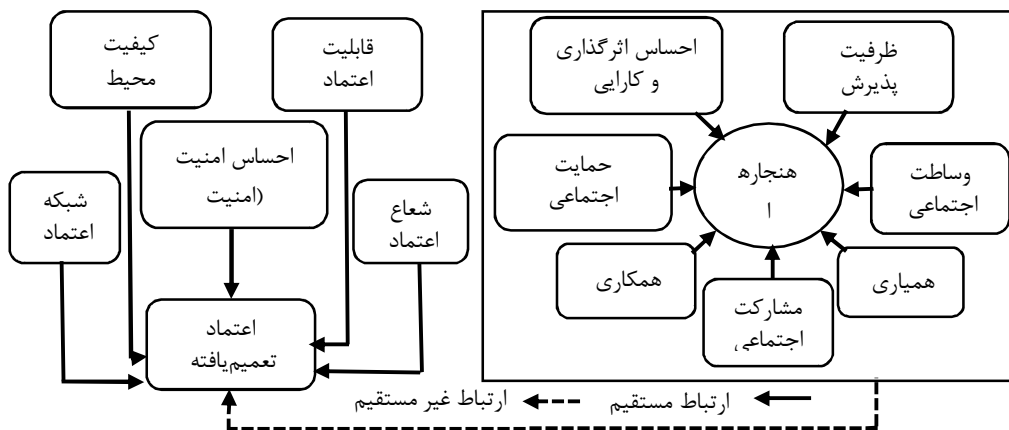 ظرفیت
پذیرش
احساس اثرگذاری
و کارایی
هنجاره
ا
وساطت
اجتماعی
حمایت
اجتماعی
همیاری
مشارکت
اجتماعی
همکاری
قابلیت
اعتماد
کیفیت
محیط
احساس امنیت
(امنیت
شعاع
اعتماد
شبکه
اعتماد
اعتماد
تعمیم‌یافته
ارتباط مستقیم
ارتباط غیر مستقیم